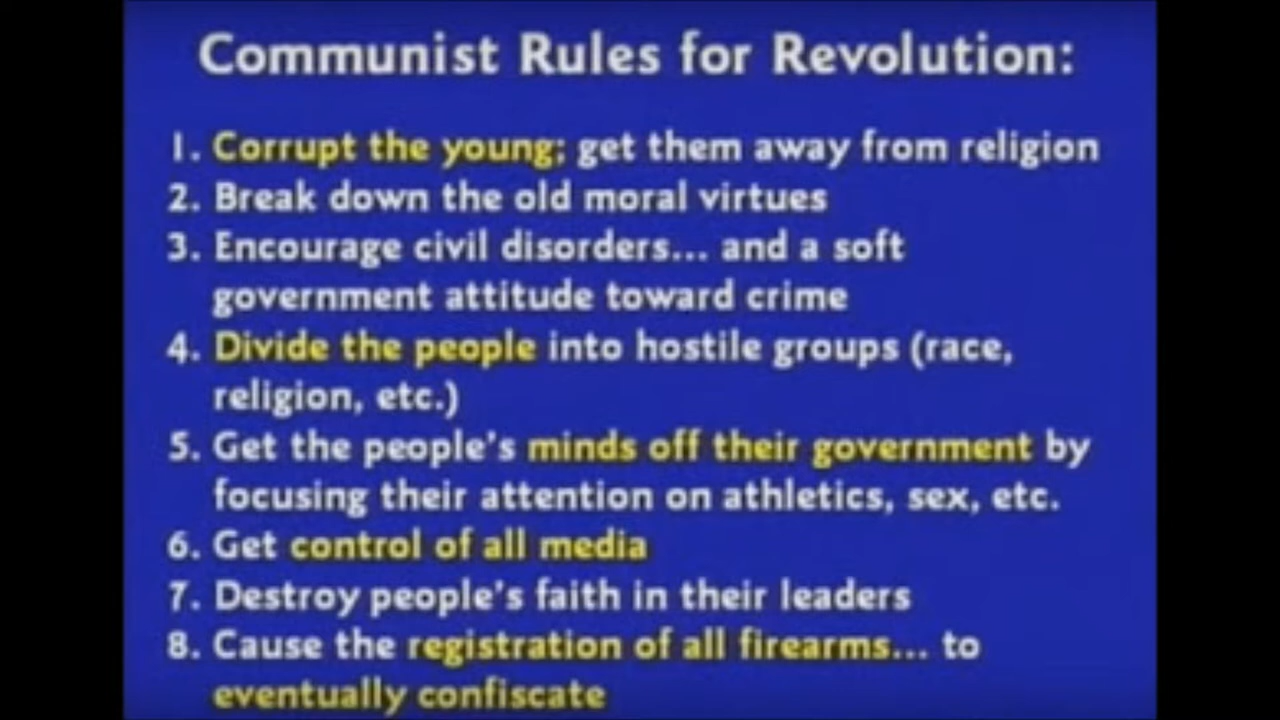 Communist Rules for Revolution:
1. Corrupt the young; get them away from religion
2. Break down the old moral virtues
3. Encourage civil disorders... and a soft
government attitude toward crime
4. Divide the people into hostile groups (race,
religion, etc.)
5. Get the people's minds off their government by
focusing their attention on athletics, sex, etc.
6. Get control of all media
7. Destroy people's faith in their leaders
8. Cause the registration of all firearms... to
eventually confiscate